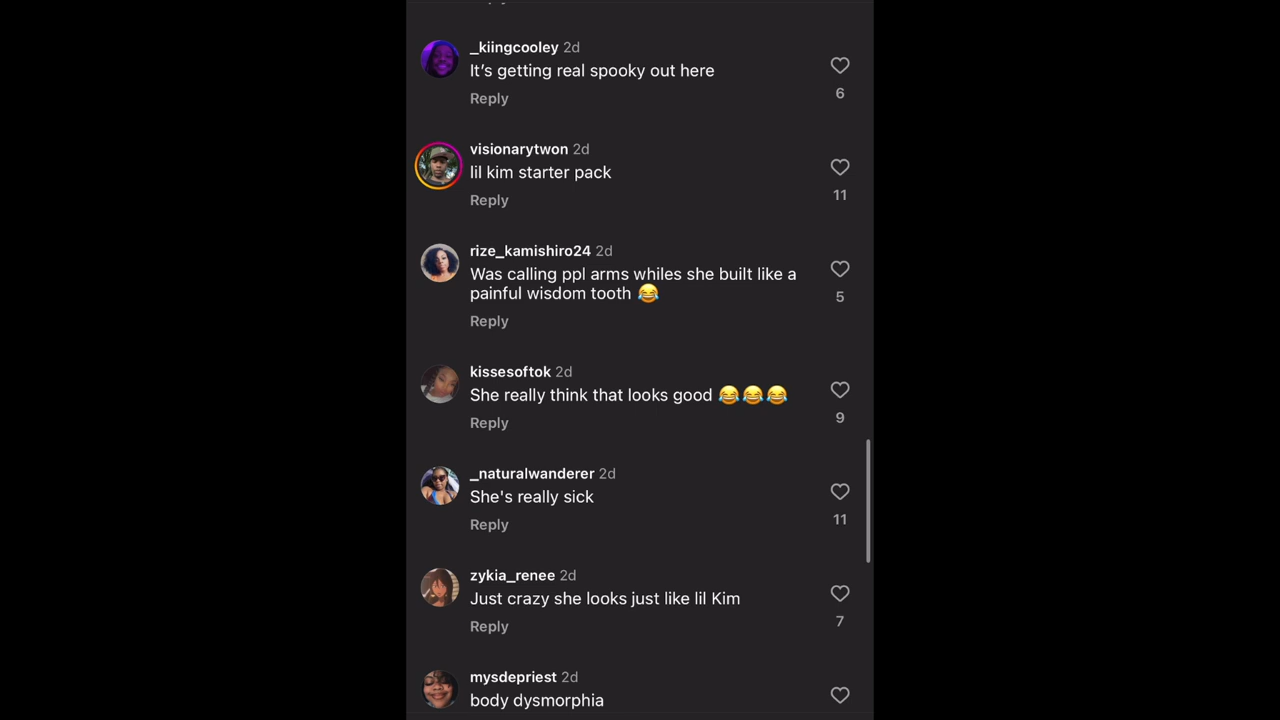 _kiingcooley 2d
It's getting real spooky out here
6
Reply
visionarytwon 2d
lil kim starter pack
11
Reply
rize_kamishiro24 2d
Was calling ppl arms whiles she built like a
painful wisdom tooth 😂
5
Reply
kissesoftok 2d
She really think that looks good 😂😂😂
9
Reply
_naturalwanderer 2d
She's really sick
11
Reply
zykia_renee 2d
Just crazy she looks just like lil Kim
7
Reply
mysdepriest 2d
body dysmorphia